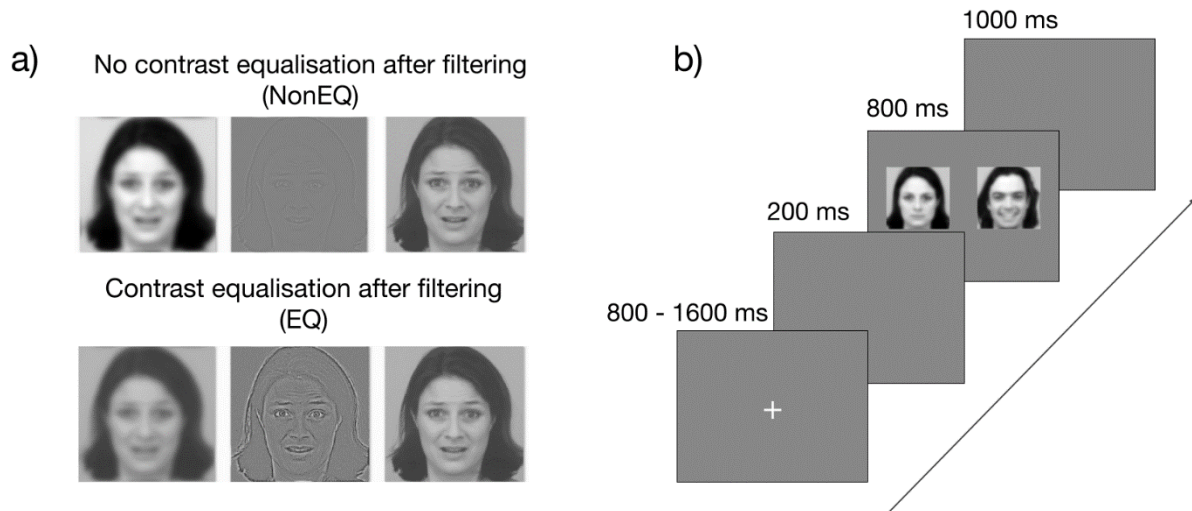 a)
No contrast equalisation after filtering
(NonEQ)
Contrast equalisation after filtering
(EQ)
b)
1000 ms
800 ms
200 ms
800 - 1600 ms